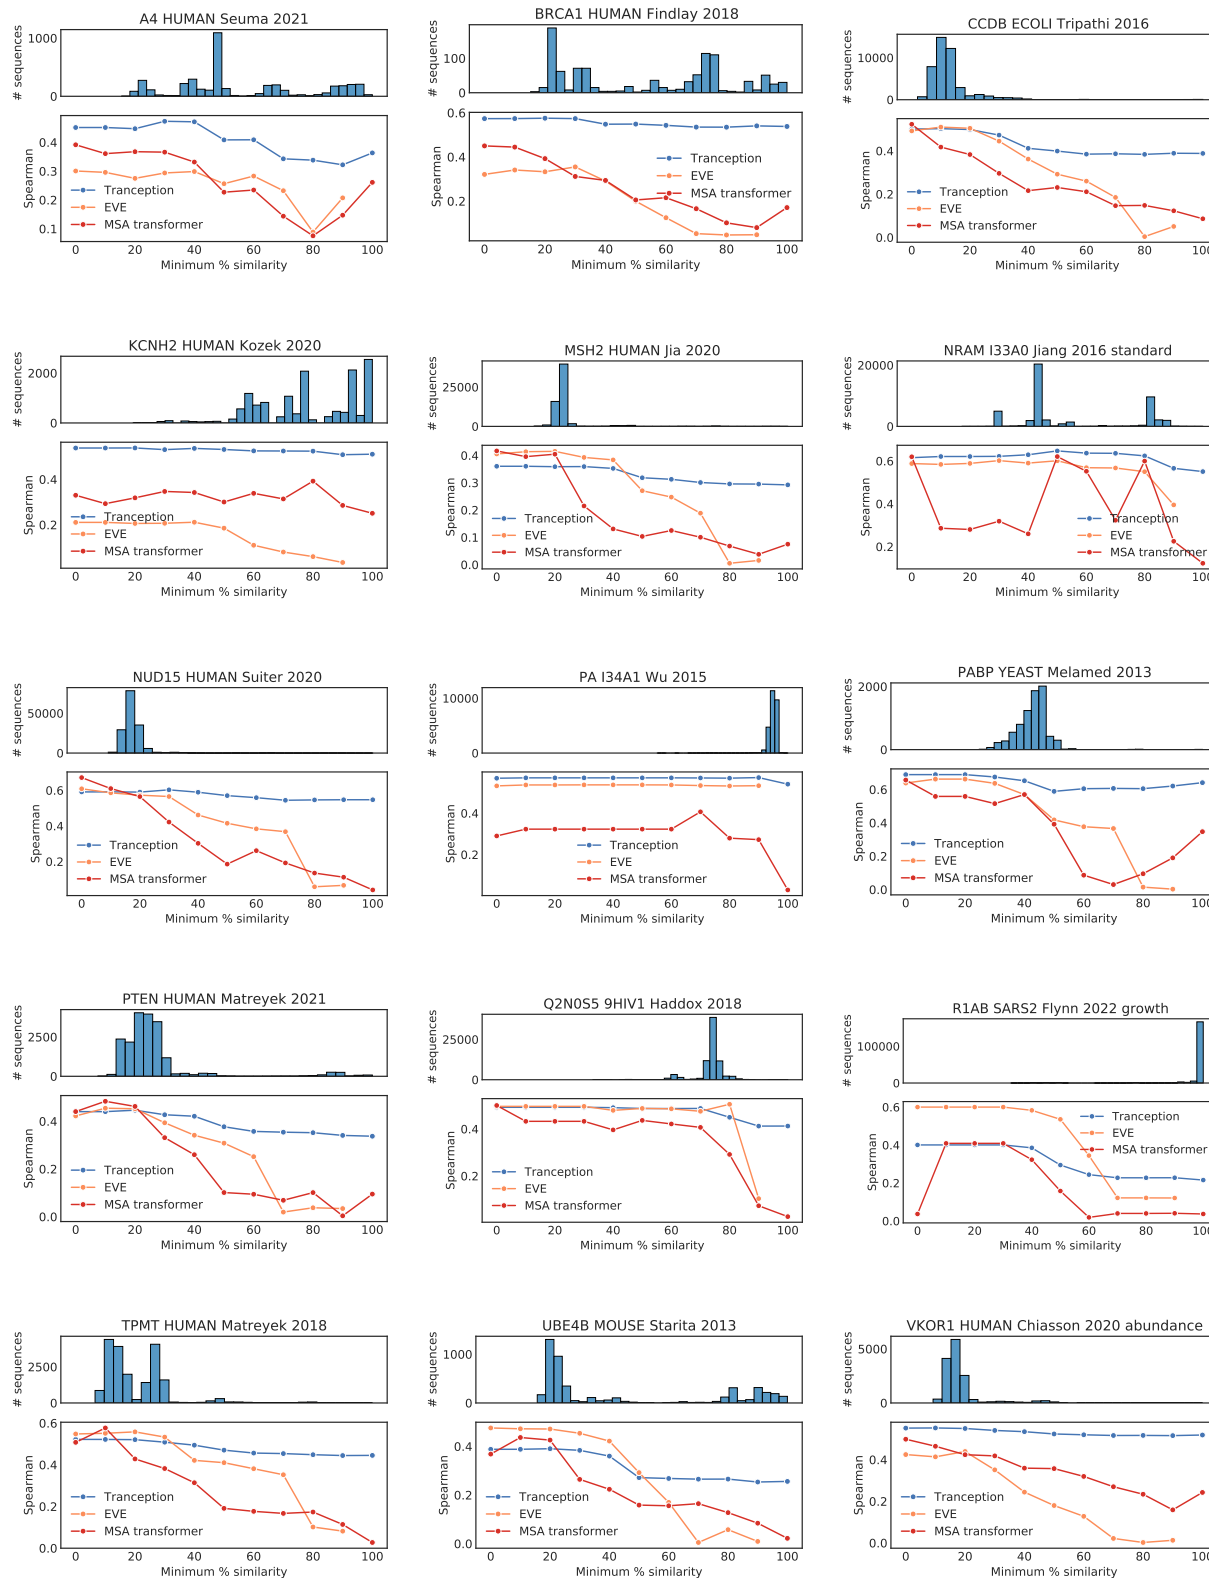 A4 HUMAN Seuma 2021
# sequences
1000
0
Spearman
0.4
0.3
0.2
0.1
Tranception
EVE
MSA transformer
0 20 40 60 80 100
Minimum % similarity
BRCA1 HUMAN Findlay 2018
# sequences
100
0
Spearman
0.6
0.4
0.2
Tranception
EVE
MSA transformer
0 20 40 60 80 100
Minimum % similarity
CCDB ECOLI Tripathi 2016
# sequences
10000
0
Spearman
0.4
0.2
0.0
Tranception
EVE
MSA transformer
0 20 40 60 80 100
Minimum % similarity
KCNH2 HUMAN Kozek 2020
# sequences
2000
0
Spearman
0.4
0.2
Tranception
EVE
MSA transformer
0 20 40 60 80 100
Minimum % similarity
MSH2 HUMAN Jia 2020
# sequences
25000
0
Spearman
0.4
0.3
0.2
0.1
0.0
Tranception
EVE
MSA transformer
0 20 40 60 80 100
Minimum % similarity
NRAM I33A0 Jiang 2016 standard
# sequences
20000
0
Spearman
0.6
0.4
0.2
Tranception
EVE
MSA transformer
0 20 40 60 80 100
Minimum % similarity
NUD15 HUMAN Suiter 2020
# sequences
50000
0
Spearman
0.6
0.4
0.2
Tranception
EVE
MSA transformer
0 20 40 60 80 100
Minimum % similarity
PA I34A1 Wu 2015
# sequences
10000
0
Spearman
0.4
0.2
Tranception
EVE
MSA transformer
0 20 40 60 80 100
Minimum % similarity
PABP YEAST Melamed 2013
# sequences
2000
0
Spearman
0.6
0.4
0.2
0.0
Tranception
EVE
MSA transformer
0 20 40 60 80 100
Minimum % similarity
PTEN HUMAN Matreyek 2021
# sequences
2500
0
Spearman
0.4
0.2
0.0
Tranception
EVE
MSA transformer
0 20 40 60 80 100
Minimum % similarity
Q2N0S5 9HIV1 Haddox 2018
# sequences
25000
0
Spearman
0.4
0.2
Tranception
EVE
MSA transformer
0 20 40 60 80 100
Minimum % similarity
R1AB SARS2 Flynn 2022 growth
# sequences
100000
0
Spearman
0.6
0.4
0.2
0.0
Tranception
EVE
MSA transformer
0 20 40 60 80 100
Minimum % similarity
TPMT HUMAN Matreyek 2018
# sequences
2500
0
Spearman
0.6
0.4
0.2
0.0
Tranception
EVE
MSA transformer
0 20 40 60 80 100
Minimum % similarity
UBE4B MOUSE Starita 2013
# sequences
1000
0
Spearman
0.4
0.2
0.0
Tranception
EVE
MSA transformer
0 20 40 60 80 100
Minimum % similarity
VKOR1 HUMAN Chiasson 2020 abundance
# sequences
5000
0
Spearman
0.4
0.2
0.0
Tranception
EVE
MSA transformer
0 20 40 60 80 100
Minimum % similarity